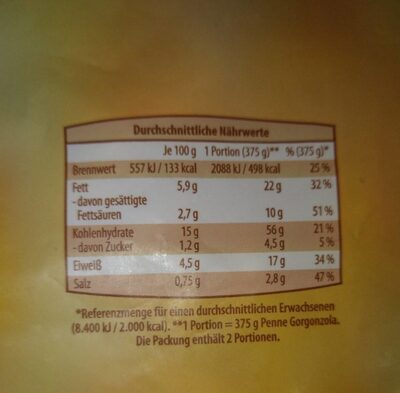 Durchschnittliche Nährwerte
Je 100 g 1 Portion (375 g)** % (375 g)*
Brennwert 557 kJ / 133 kcal 2088 kJ / 498 kcal 25 %
Fett 5,9 g 22 g 32 %
- davon gesättigte
Fettsäuren 2,7 g 10 g 51 %
Kohlenhydrate 15 g 56 g 21 %
- davon Zucker 1,2 g 4,5 g 5 %
Eiweiß 4,5 g 17 g 34 %
Salz 0,75 g 2,8 g 47 %
*Referenzmenge für einen durchschnittlichen Erwachsenen
(8.400 kJ / 2.000 kcal). **1 Portion = 375 g Penne Gorgonzola.
Die Packung enthält 2 Portionen.